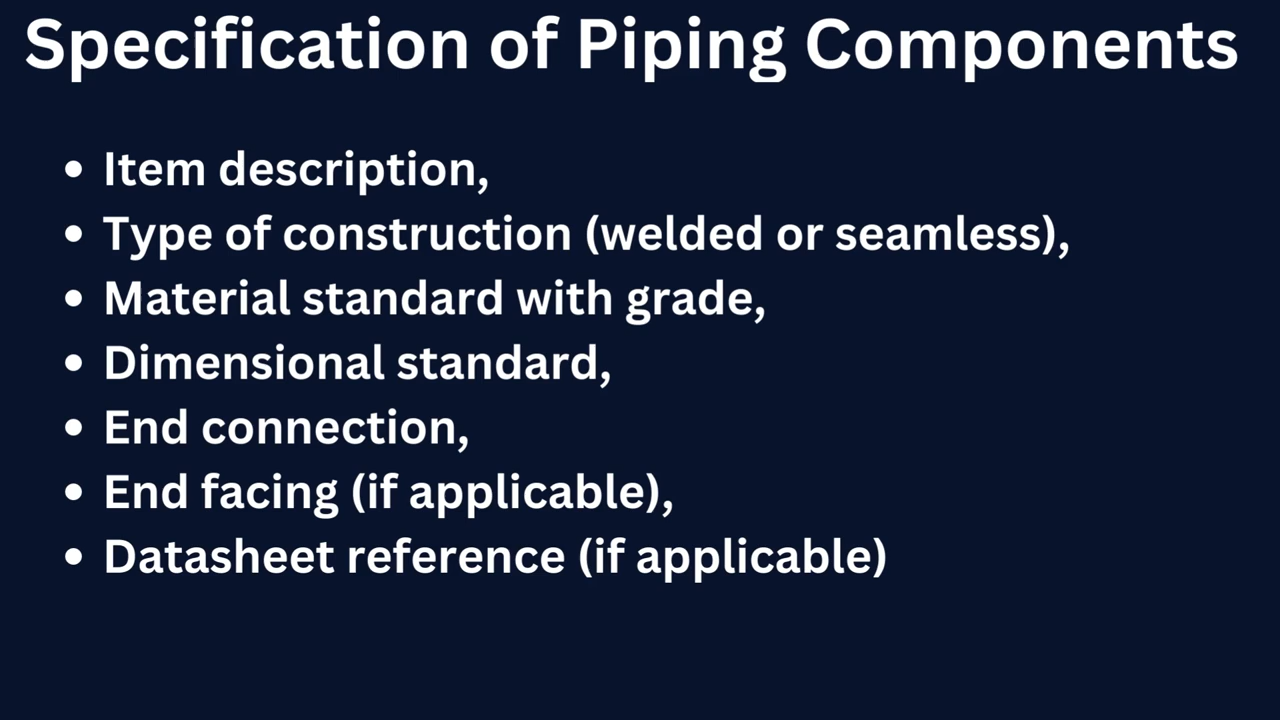 Specification of Piping Components
• Item description,
• Type of construction (welded or seamless),
• Material standard with grade,
• Dimensional standard,
• End connection,
• End facing (if applicable),
• Datasheet reference (if applicable)